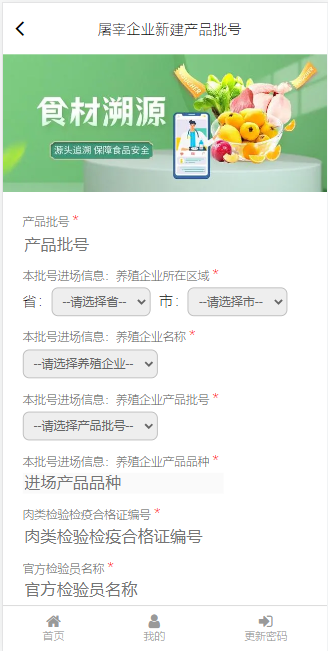 屠宰企业新建产品批号
食材溯源
源头追溯 保障食品安全
产品批号 *
产品批号
本批号进场信息：养殖企业所在区域 *
省： --请选择省-- 市： --请选择市--
本批号进场信息：养殖企业名称 *
--请选择养殖企业--
本批号进场信息：养殖企业产品批号 *
--请选择产品批号--
本批号进场信息：养殖企业产品品种 *
进场产品品种
肉类检验检疫合格证编号 *
肉类检验检疫合格证编号
官方检验员名称 *
官方检验员名称
首页 我的 更新密码